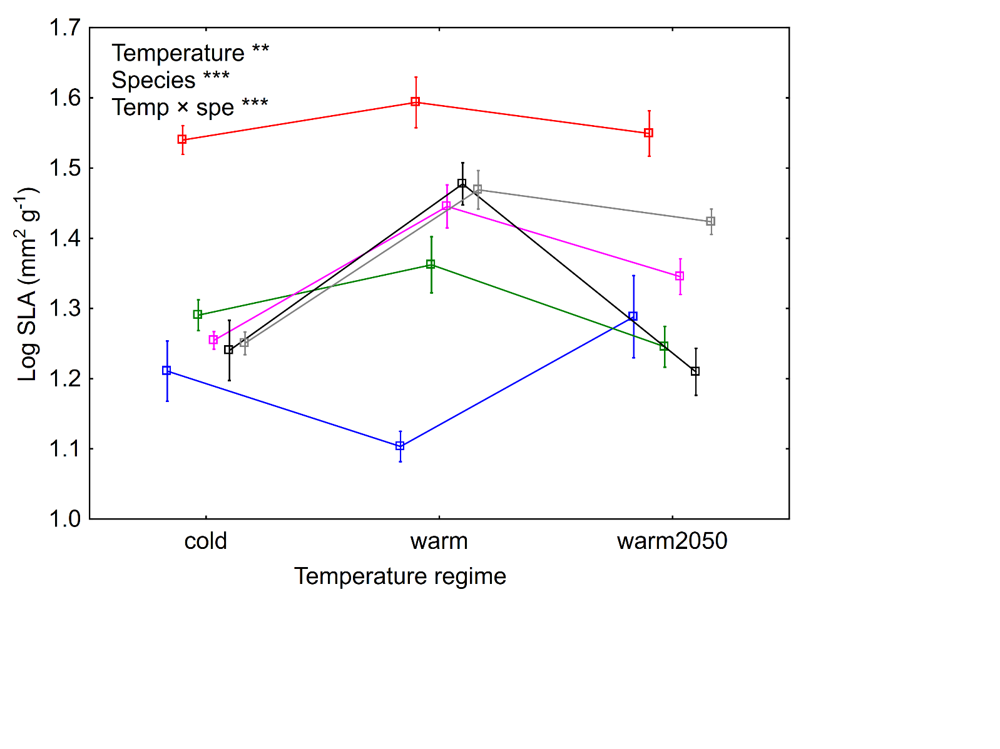 Temperature **
Species ***
Temp × spe ***
1.7
1.6
1.5
1.4
1.3
1.2
1.1
1.0
Log SLA (mm² g⁻¹)
cold warm warm2050
Temperature regime